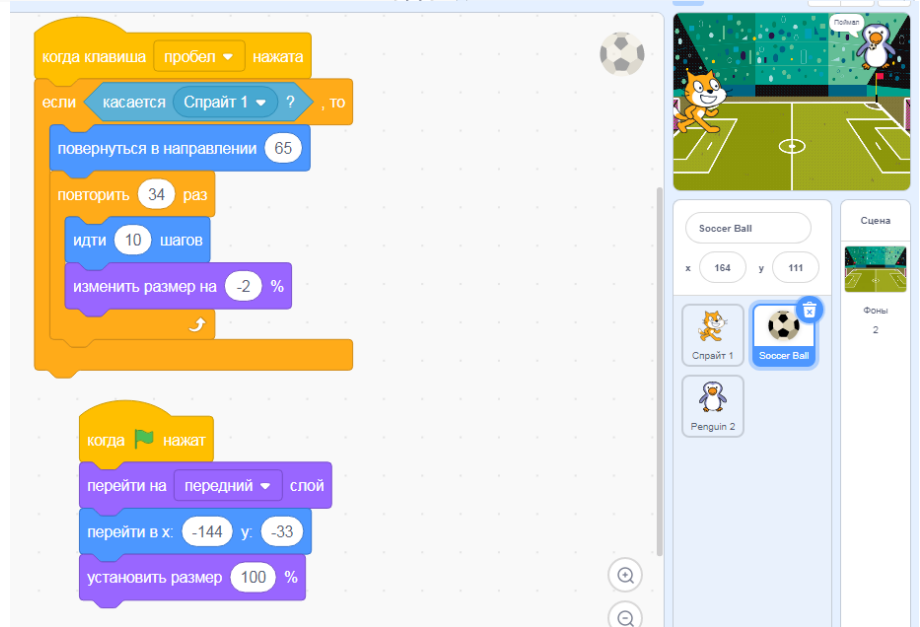 когда клавиша пробел нажата
если касается Спрайт 1 ? , то
повернуться в направлении 65
повторить 34 раз
идти 10 шагов
изменить размер на -2 %
когда нажат
перейти на передний слой
перейти в x: -144 y: -33
установить размер 100 %
Поймал
Soccer Ball
x 164 y 111
Спрайт 1
Soccer Ball
Penguin 2
Сцена
Фоны
2